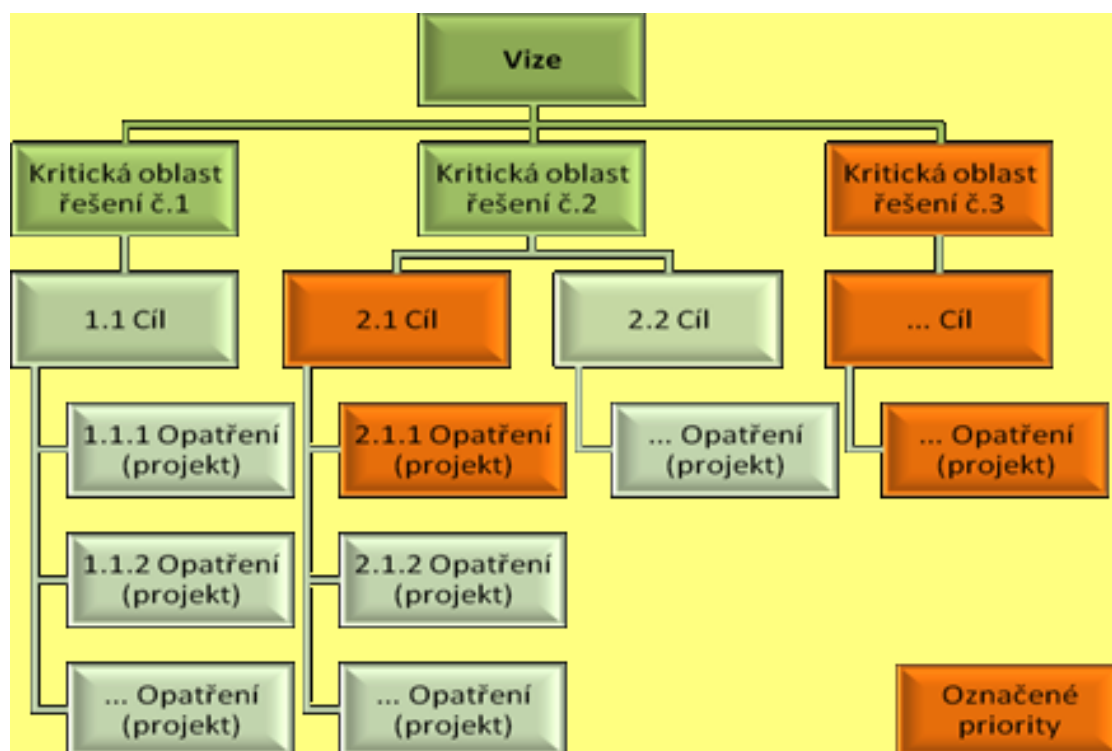 Vize
Kritická oblast
řešení č.1
Kritická oblast
řešení č.2
Kritická oblast
řešení č.3
1.1 Cíl
2.1 Cíl
2.2 Cíl
... Cíl
1.1.1 Opatření
(projekt)
2.1.1 Opatření
(projekt)
... Opatření
(projekt)
... Opatření
(projekt)
1.1.2 Opatření
(projekt)
2.1.2 Opatření
(projekt)
... Opatření
(projekt)
... Opatření
(projekt)
Označené
priority